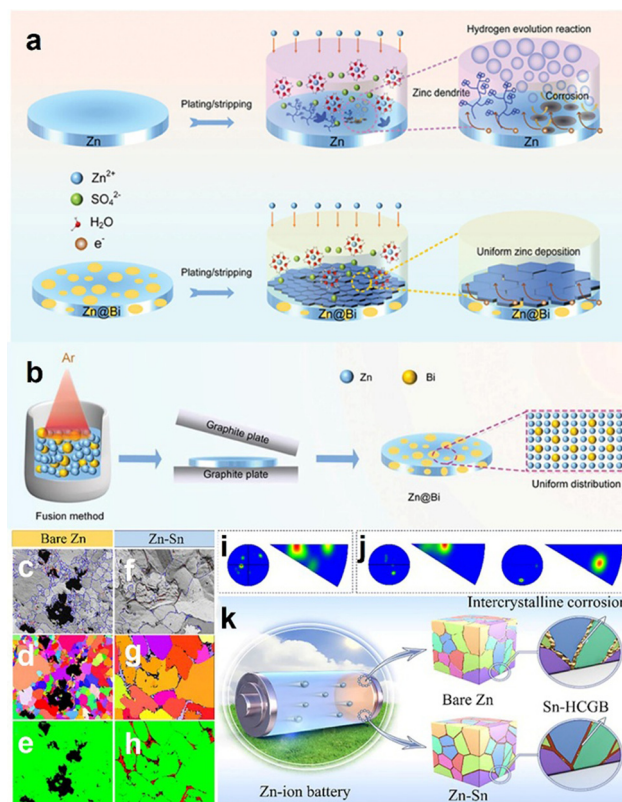 a
Hydrogen evolution reaction
Zinc dendrite
Corrosion
Plating/stripping
Zn
Zn
Zn
Zn2+
SO42-
H2O
e-
Uniform zinc deposition
Plating/stripping
Zn@Bi
Zn@Bi
Zn@Bi
b
Ar
Zn
Bi
Graphite plate
Graphite plate
Fusion method
Zn@Bi
Uniform distribution
Bare Zn
Zn-Sn
c
f
d
g
e
h
i
j
k
Intercrystalline corrosion
Bare Zn
Sn-HCGB
Zn-ion battery
Zn-Sn